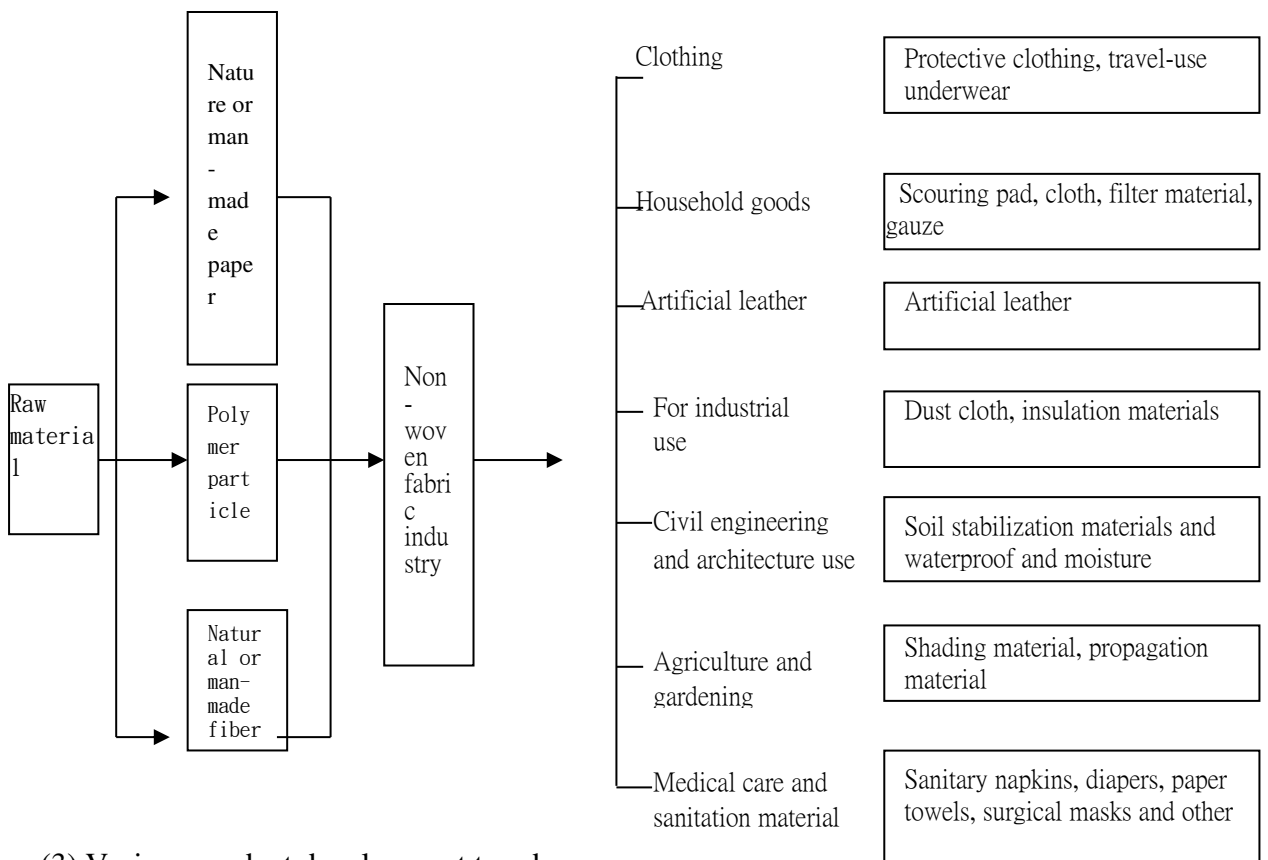 Raw
materia
l
Natu
re or
man
-
mad
e
pape
r
Poly
mer
part
icle
Natur
al or
man-
made
fiber
Non
-
wov
en
fabri
c
indu
stry
Clothing
Protective clothing, travel-use
underwear
Household goods
Scouring pad, cloth, filter material,
gauze
Artificial leather
Artificial leather
For industrial
use
Dust cloth, insulation materials
Civil engineering
and architecture use
Soil stabilization materials and
waterproof and moisture
Agriculture and
gardening
Shading material, propagation
material
Medical care and
sanitation material
Sanitary napkins, diapers, paper
towels, surgical masks and other